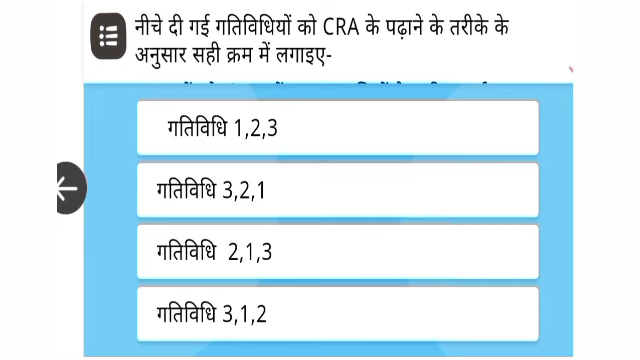 नीचे दी गई गतिविधियों को CRA के पढ़ाने के तरीके के
अनुसार सही क्रम में लगाइए-
गतिविधि 1,2,3
गतिविधि 3,2,1
गतिविधि 2,1,3
गतिविधि 3,1,2